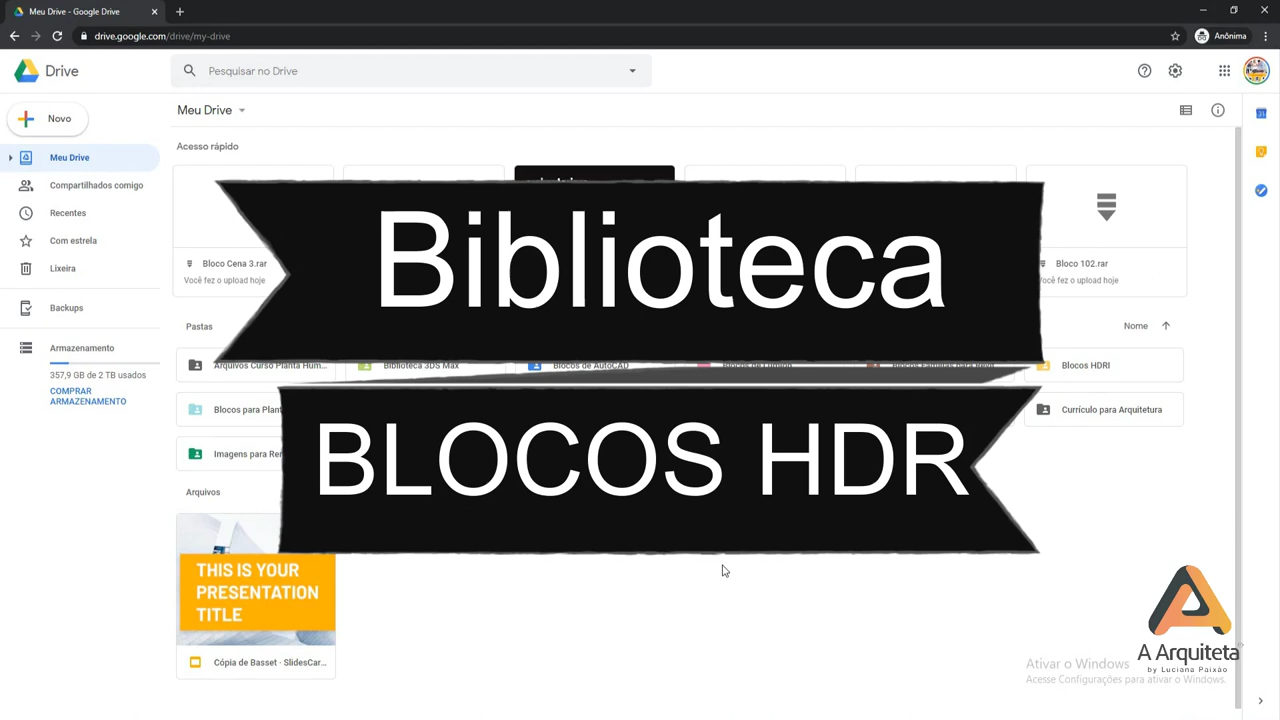 Meu Drive - Google Drive
drive.google.com/drive/my-drive
Anônima
Drive
Pesquisar no Drive
Novo
Meu Drive
Meu Drive
Compartilhados comigo
Recentes
Com estrela
Lixeira
Backups
Armazenamento
357,9 GB de 2 TB usados
COMPRAR
ARMAZENAMENTO
Acesso rápido
Bloco Cena 3.rar
Você fez o upload hoje
Bloco 102.rar
fez o upload hoje
Biblioteca
BLOCOS HDR
Pastas
Nome
Arquivos Curso Planta Hum...
Biblioteca 3DS Max
Blocos de AutoCAD
Blocos HDRI
Blocos para Plant
Currículo para Arquitetura
Imagens para Rer
Arquivos
THIS IS YOUR
PRESENTATION
TITLE
Cópia de Basset · SlidesCar...
A Arquiteta
by Luciana Paixão
Ativar o Windows
Acesse Configurações para ativar o Windows.